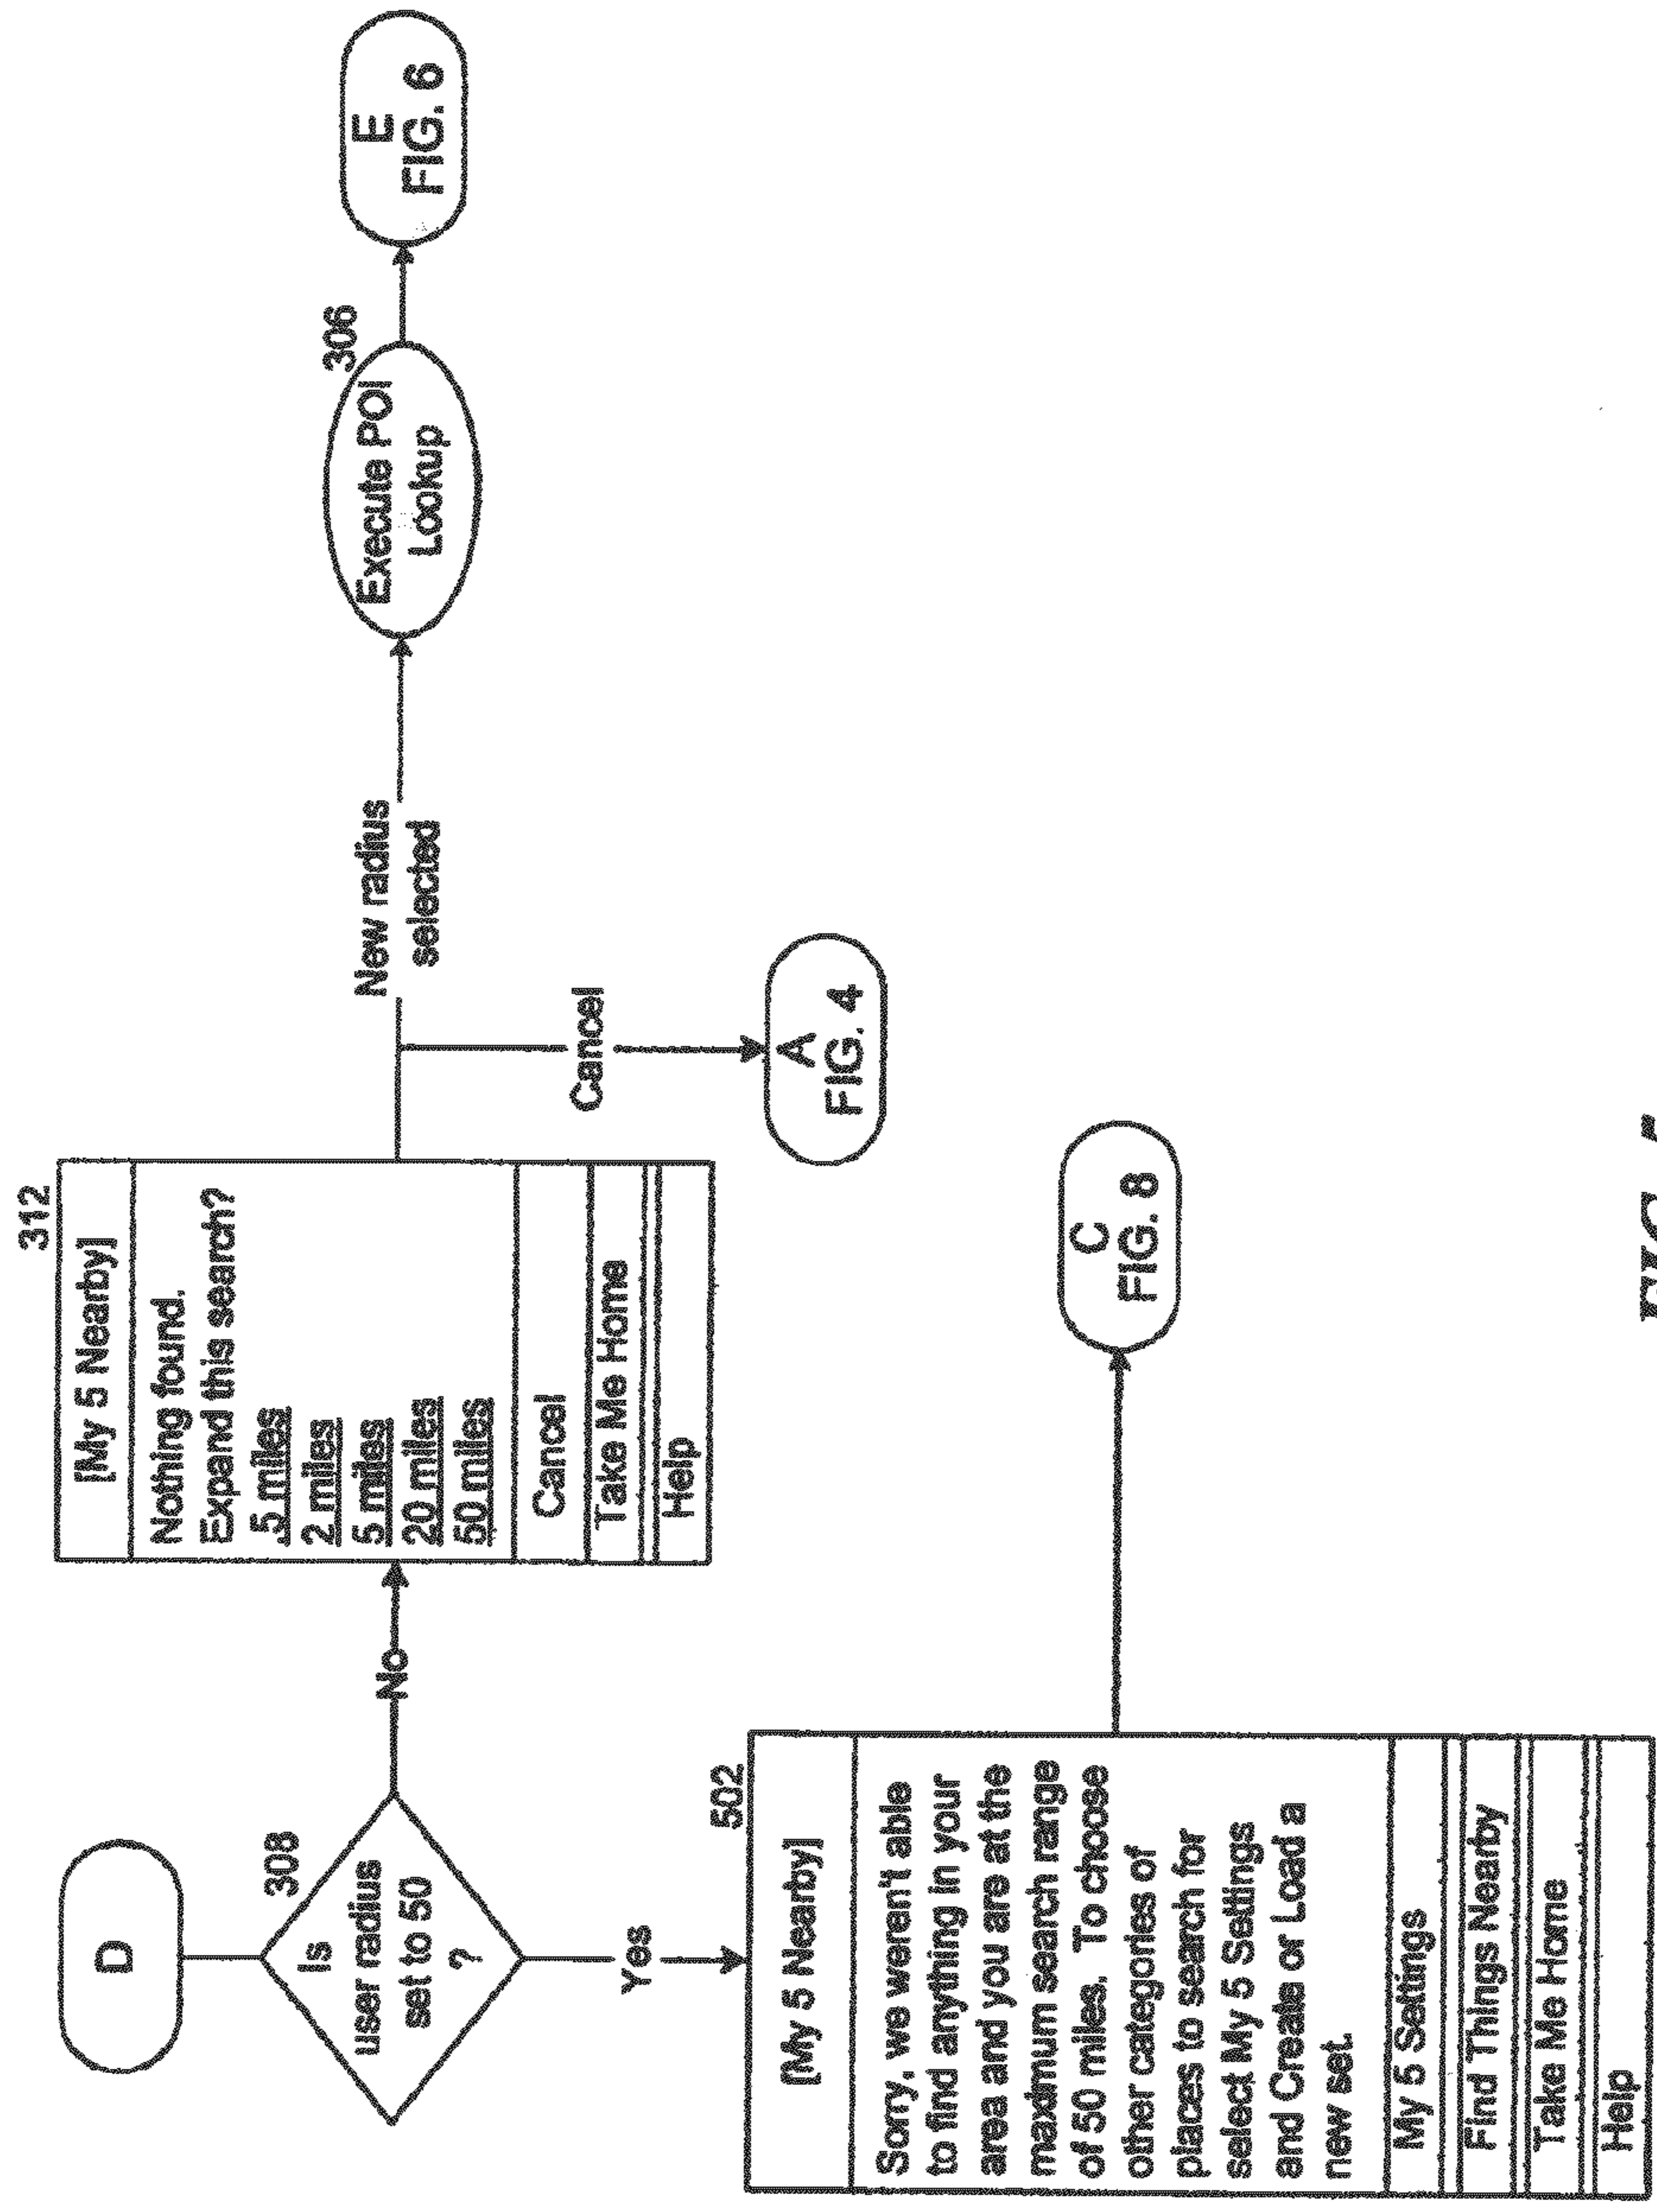 D
308
Is
user radius
set to 50
?
No
312
[My 5 Nearby]
Nothing found.
Expand this search?
.5 miles
2 miles
5 miles
20 miles
50 miles
Cancel
Take Me Home
Help
New radius
selected
306
Execute POI
Lookup
E
FIG. 6
Cancel
A
FIG. 4
Yes
502
[My 5 Nearby]
Sorry, we weren't able
to find anything in your
area and you are at the
maximum search range
of 50 miles. To choose
other categories of
places to search for
select My 5 Settings
and Create or Load a
new set.
My 5 Settings
Find Things Nearby
Take Me Home
Help
C
FIG. 8